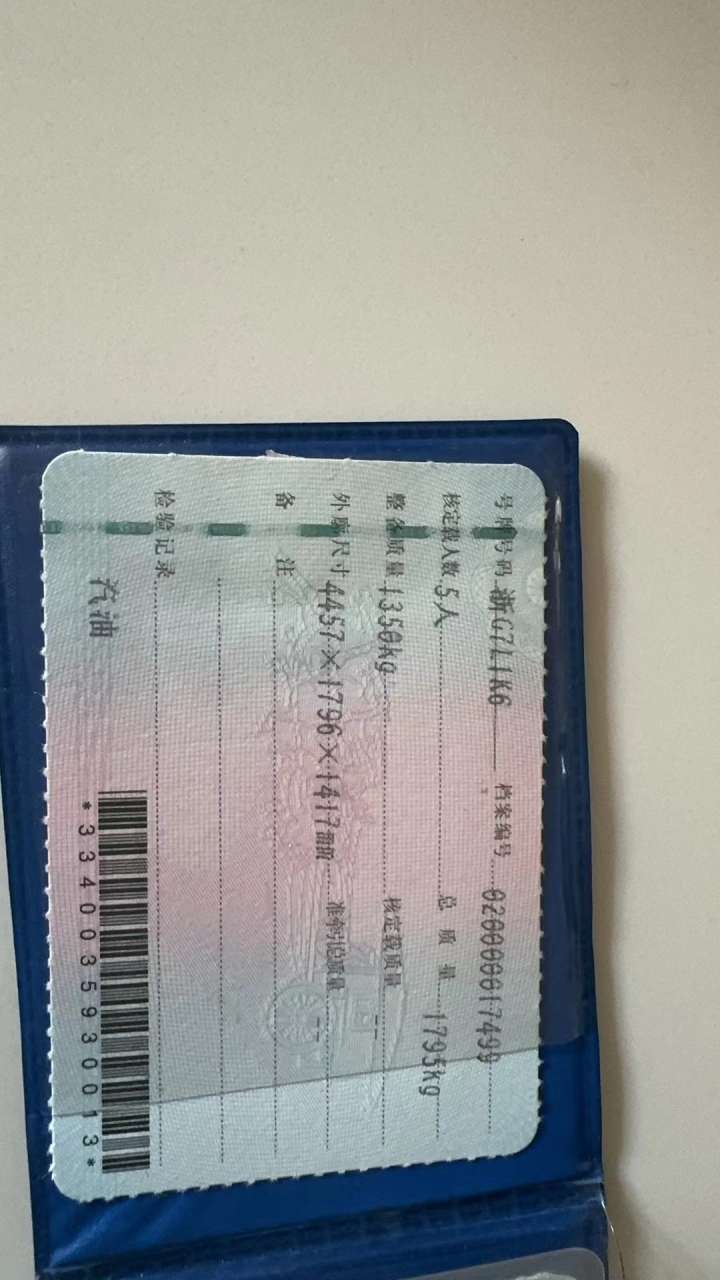 号牌号码 浙G7L1K6 档案编号 020000017499
核定载人数 5人 总质量 1795kg
整备质量 1350kg 核定载质量 --
外廓尺寸 4457×1796×1417mm 准牵引总质量 --
备注
检验记录
汽油
*3340035930013*